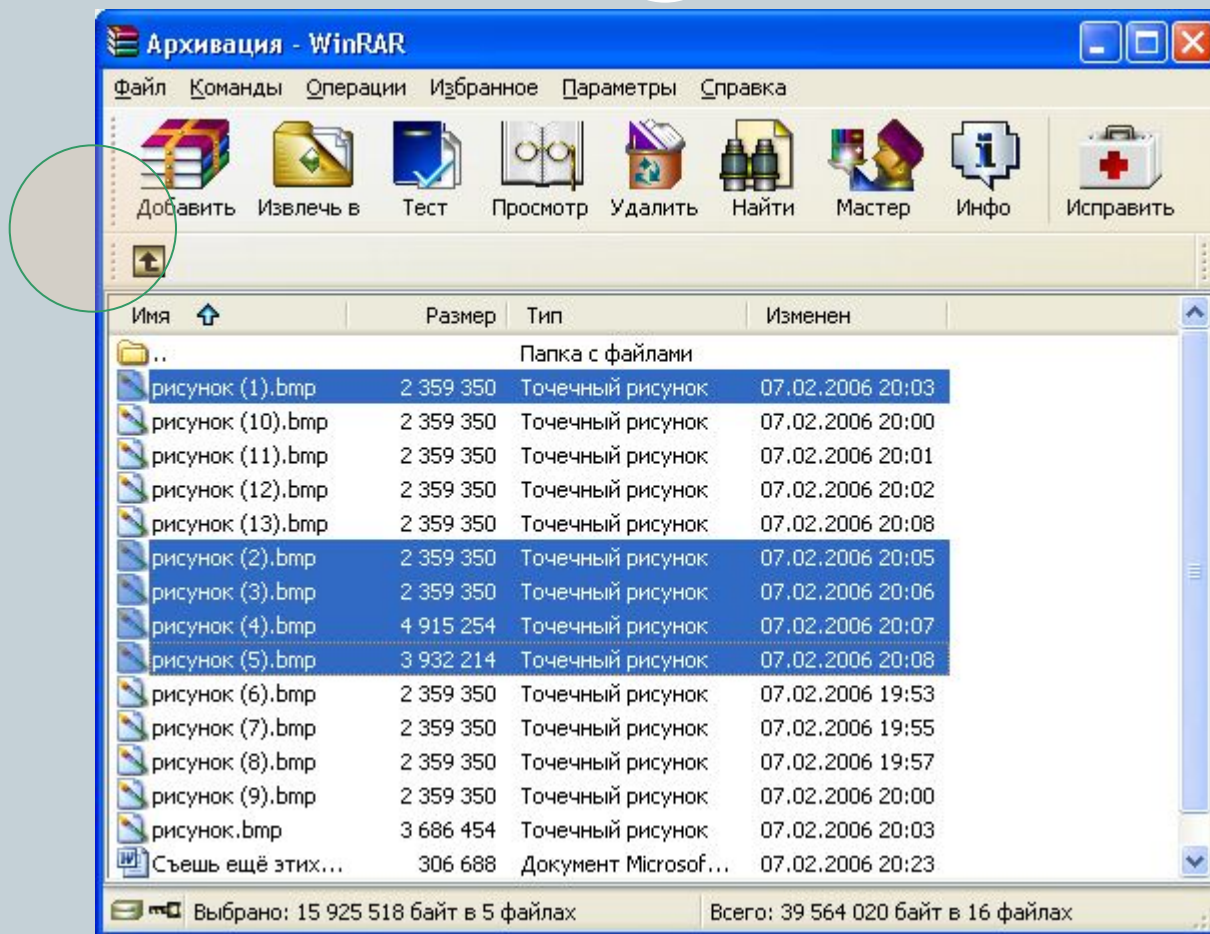 Архивация - WinRAR
Файл Команды Операции Избранное Параметры Справка
Добавить Извлечь в Тест Просмотр Удалить Найти Мастер Инфо Исправить
Имя Размер Тип Изменен
.. Папка с файлами
рисунок (1).bmp 2 359 350 Точечный рисунок 07.02.2006 20:03
рисунок (10).bmp 2 359 350 Точечный рисунок 07.02.2006 20:00
рисунок (11).bmp 2 359 350 Точечный рисунок 07.02.2006 20:01
рисунок (12).bmp 2 359 350 Точечный рисунок 07.02.2006 20:02
рисунок (13).bmp 2 359 350 Точечный рисунок 07.02.2006 20:08
рисунок (2).bmp 2 359 350 Точечный рисунок 07.02.2006 20:05
рисунок (3).bmp 2 359 350 Точечный рисунок 07.02.2006 20:06
рисунок (4).bmp 4 915 254 Точечный рисунок 07.02.2006 20:07
рисунок (5).bmp 3 932 214 Точечный рисунок 07.02.2006 20:08
рисунок (6).bmp 2 359 350 Точечный рисунок 07.02.2006 19:53
рисунок (7).bmp 2 359 350 Точечный рисунок 07.02.2006 19:55
рисунок (8).bmp 2 359 350 Точечный рисунок 07.02.2006 19:57
рисунок (9).bmp 2 359 350 Точечный рисунок 07.02.2006 20:00
рисунок.bmp 3 686 454 Точечный рисунок 07.02.2006 20:03
Съешь ещё этих... 306 688 Документ Microsof... 07.02.2006 20:23
Выбрано: 15 925 518 байт в 5 файлах Всего: 39 564 020 байт в 16 файлах